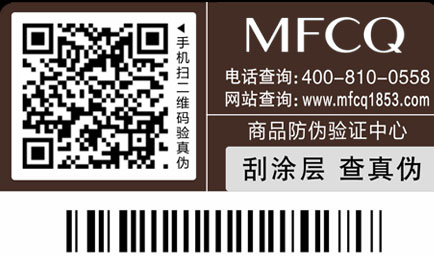 ◀手机扫二维码验真伪
MFCQ
电话查询:400-810-0558
网站查询:www.mfcq1853.com
商品防伪验证中心
刮涂层 查真伪